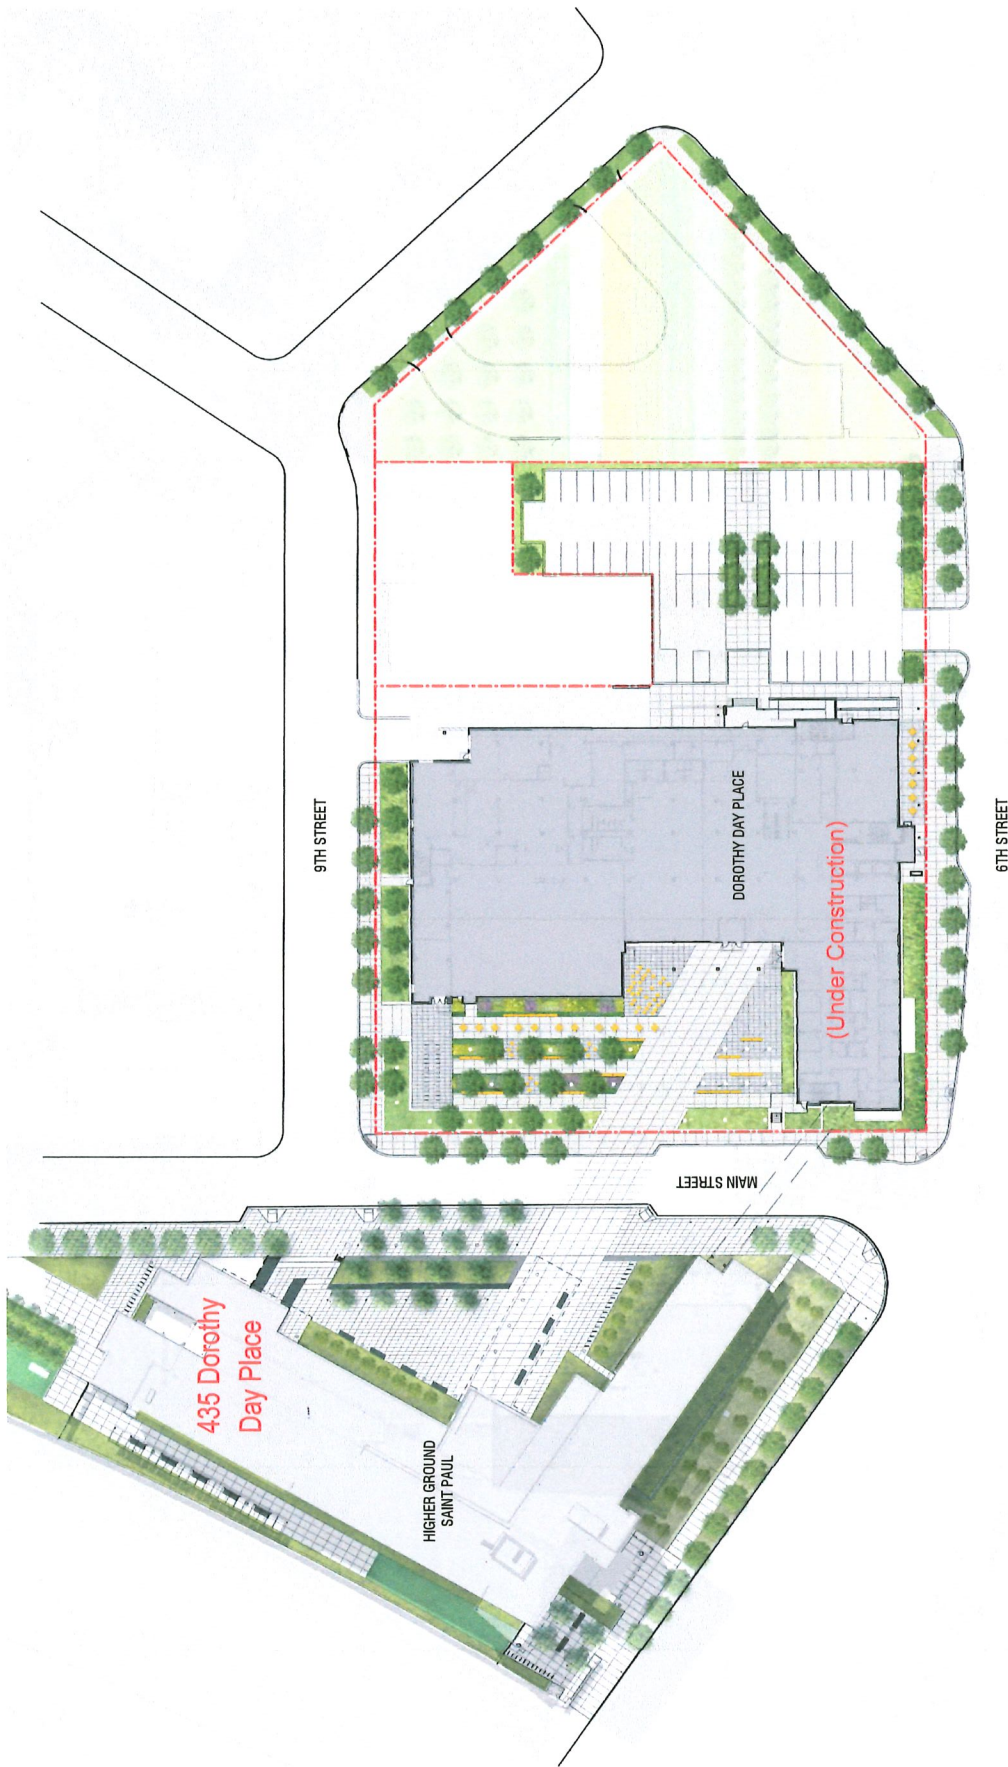 9TH STREET
DOROTHY DAY PLACE
(Under Construction)
6TH STREET
MAIN STREET
435 Dorothy
Day Place
HIGHER GROUND
SAINT PAUL